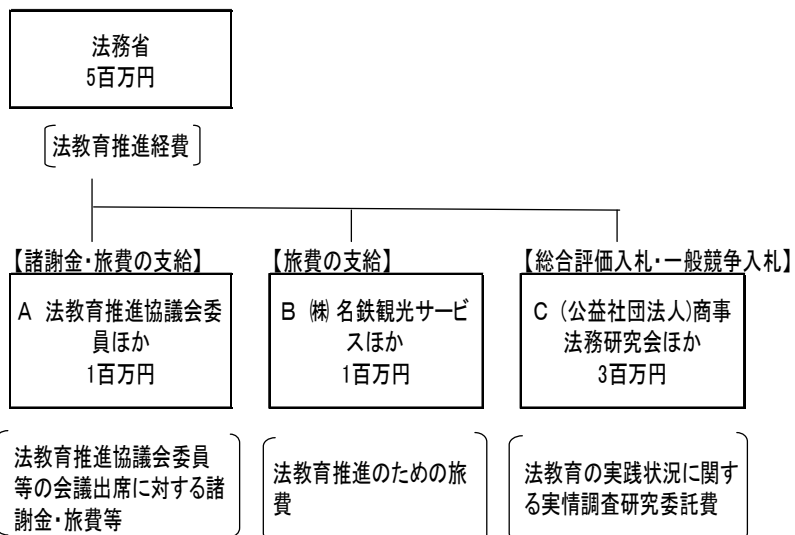 法務省
5百万円
法教育推進経費
【諸謝金・旅費の支給】
【旅費の支給】
【総合評価入札・一般競争入札】
A 法教育推進協議会委
員ほか
1百万円
B ㈱名鉄観光サービ
スほか
1百万円
C (公益社団法人)商事
法務研究会ほか
3百万円
法教育推進協議会委員
等の会議出席に対する諸
謝金・旅費等
法教育推進のための旅
費
法教育の実践状況に関す
る実情調査研究委託費